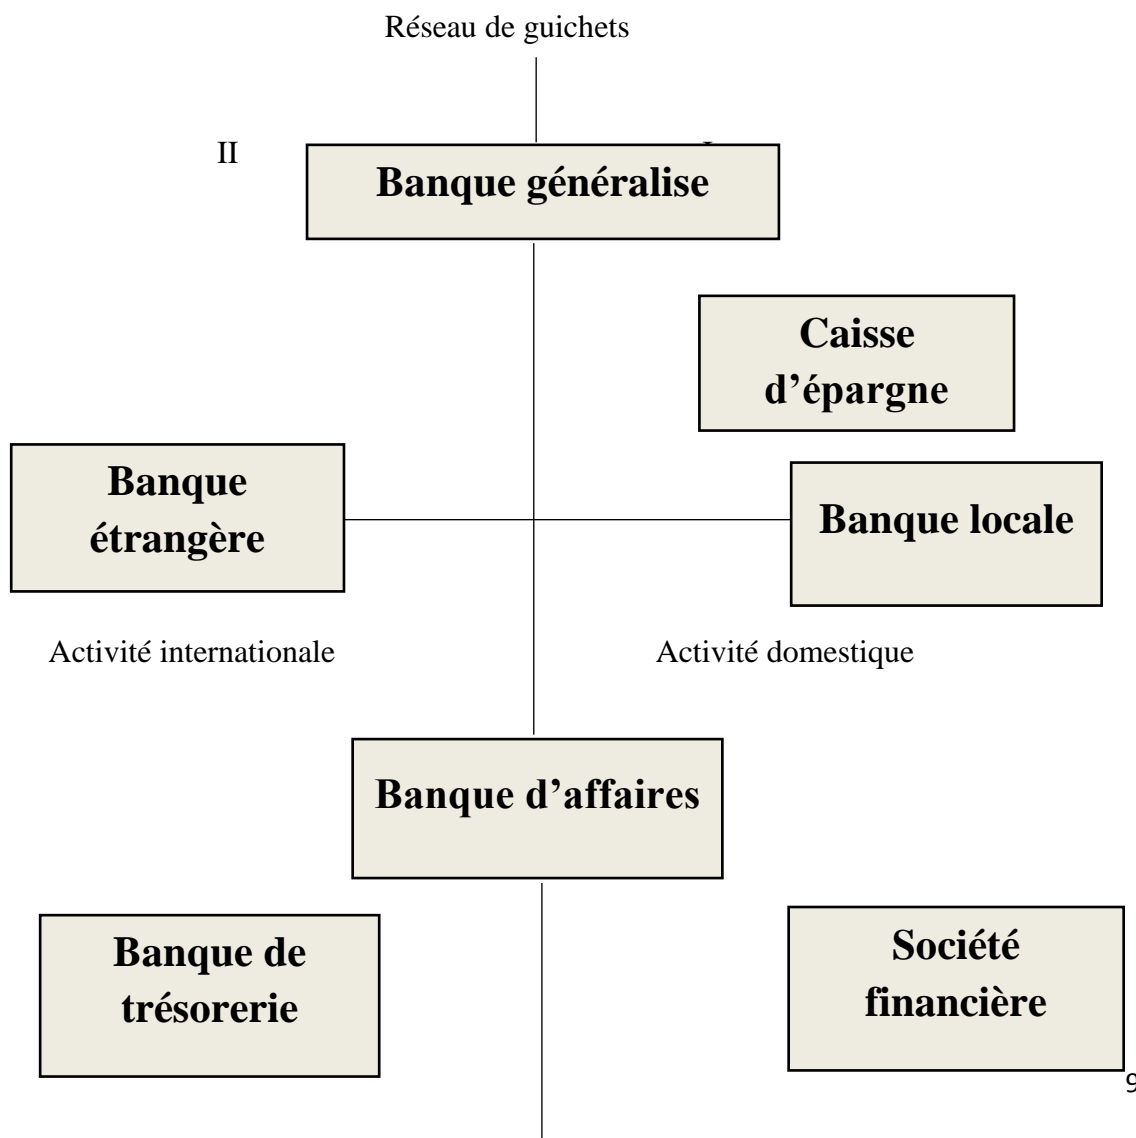 Réseau de guichets
II
Banque généralise
Caisse
d’épargne
Banque
étrangère
Banque locale
Activité internationale
Activité domestique
Banque d’affaires
Banque de
trésorerie
Société
financière
9